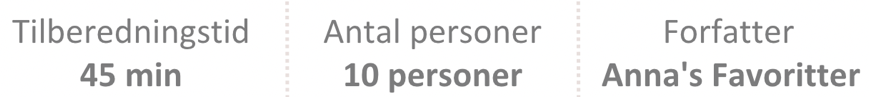 Tilberedningstid
45 min
Antal personer
10 personer
Forfatter
Anna's Favoritter